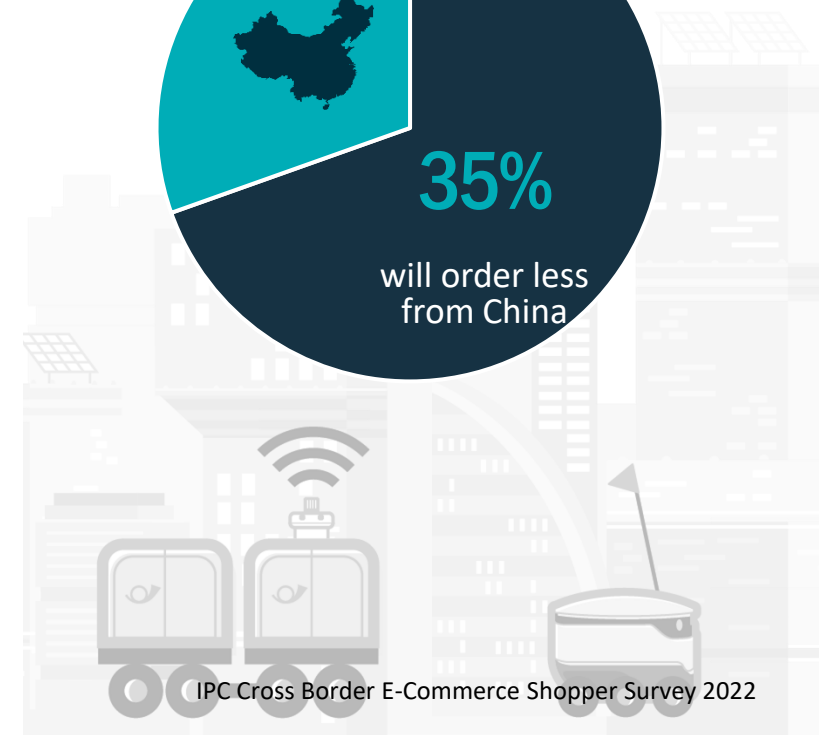 35%
will order less
from China
IPC Cross Border E-Commerce Shopper Survey 2022